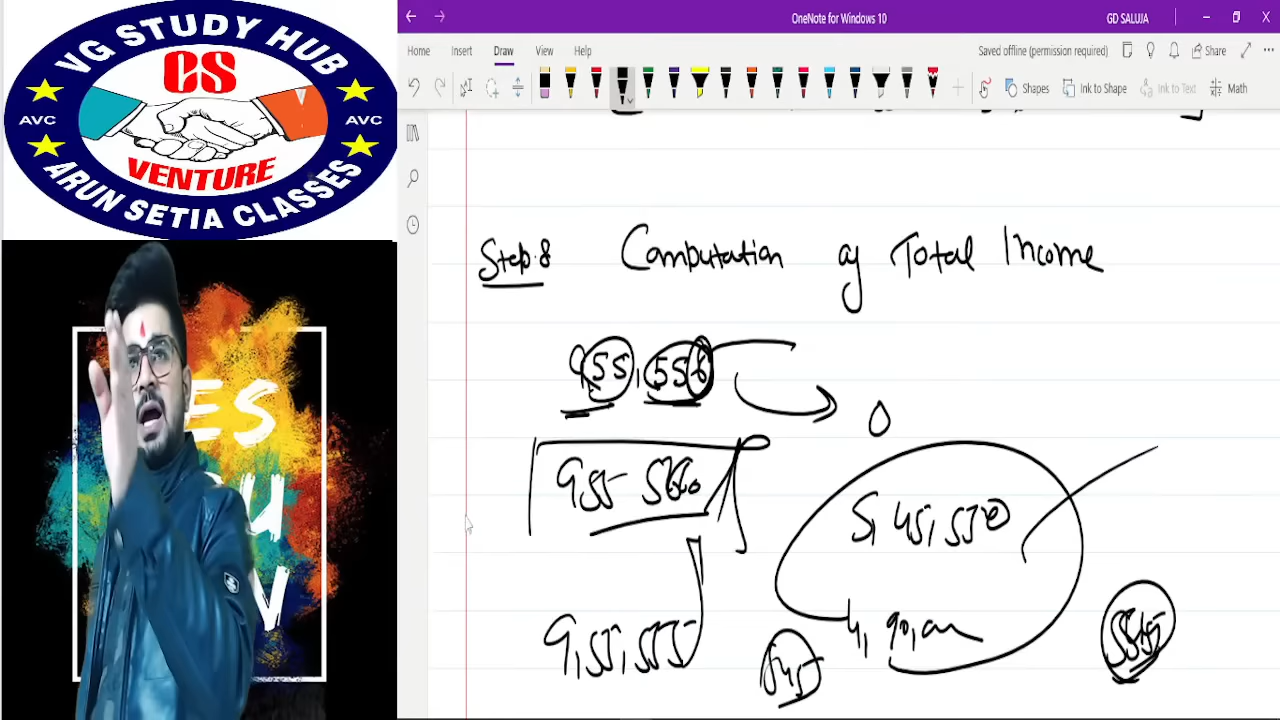 VG STUDY HUB
CS
AVC
AVC
VENTURE
ARUN SETIA CLASSES
OneNote for Windows 10
GD SALUJA
Home Insert Draw View Help
Saved offline (permission required)
Share
Shapes
Ink to Shape
Ink to Text
Math
Step.8 Computation of Total Income
955,556
0
955 5560
5,45,550
9,55,555
545